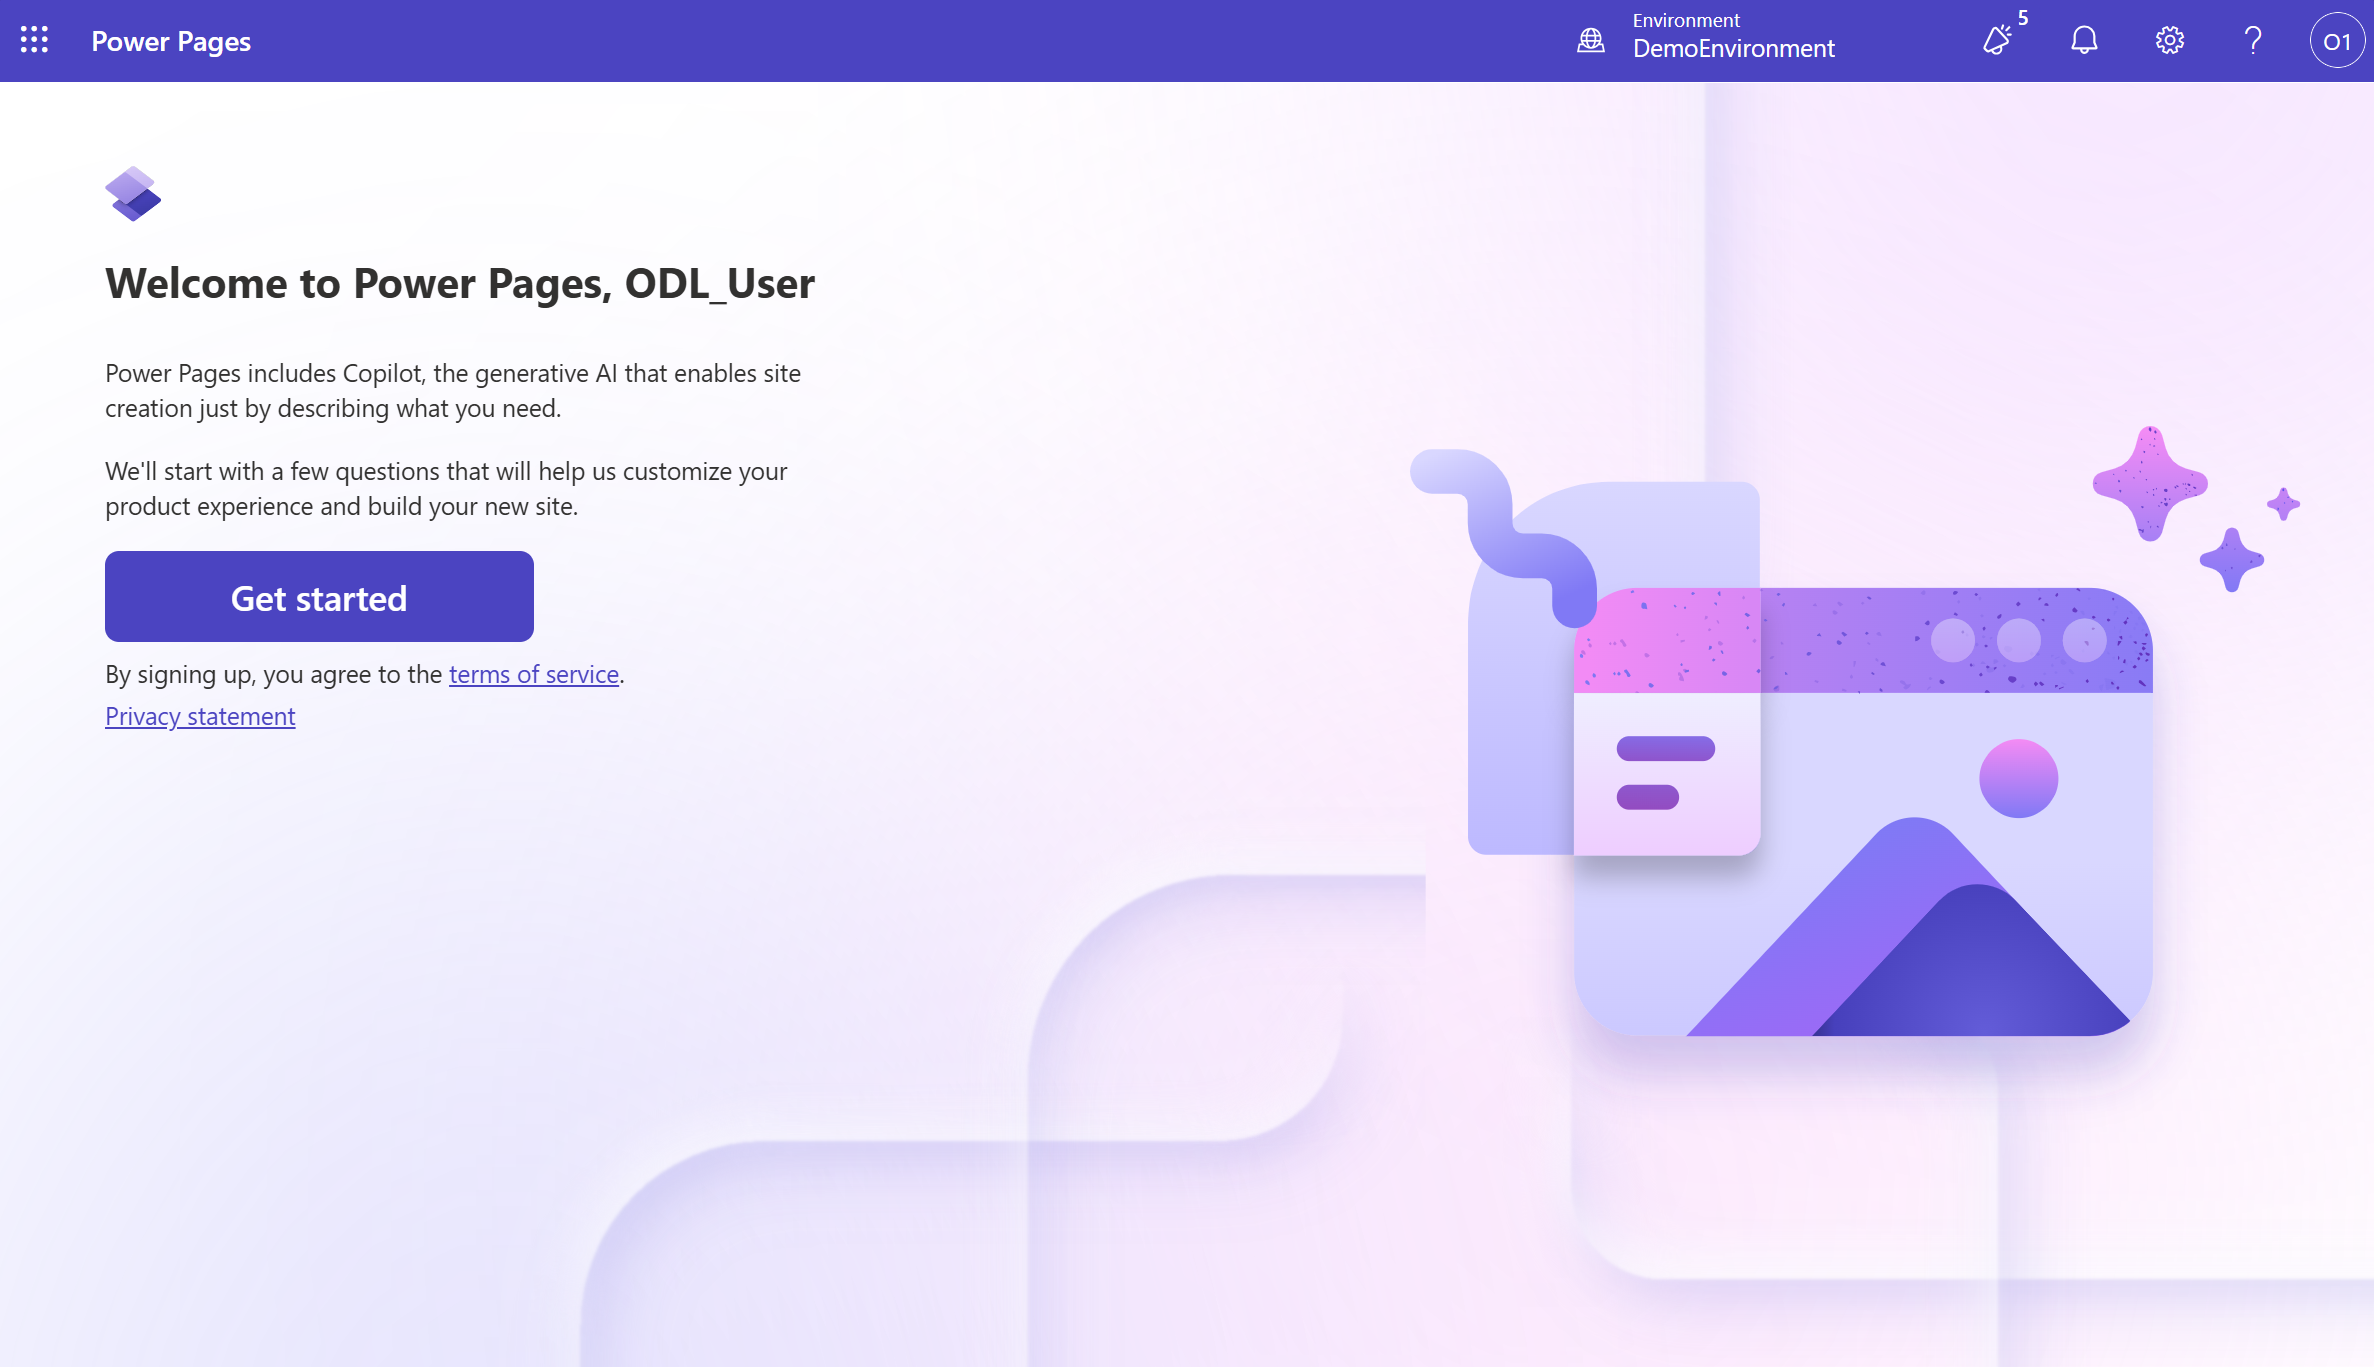 Power Pages
Environment
DemoEnvironment
5
O1
Welcome to Power Pages, ODL_User
Power Pages includes Copilot, the generative AI that enables site
creation just by describing what you need.
We'll start with a few questions that will help us customize your
product experience and build your new site.
Get started
By signing up, you agree to the terms of service.
Privacy statement